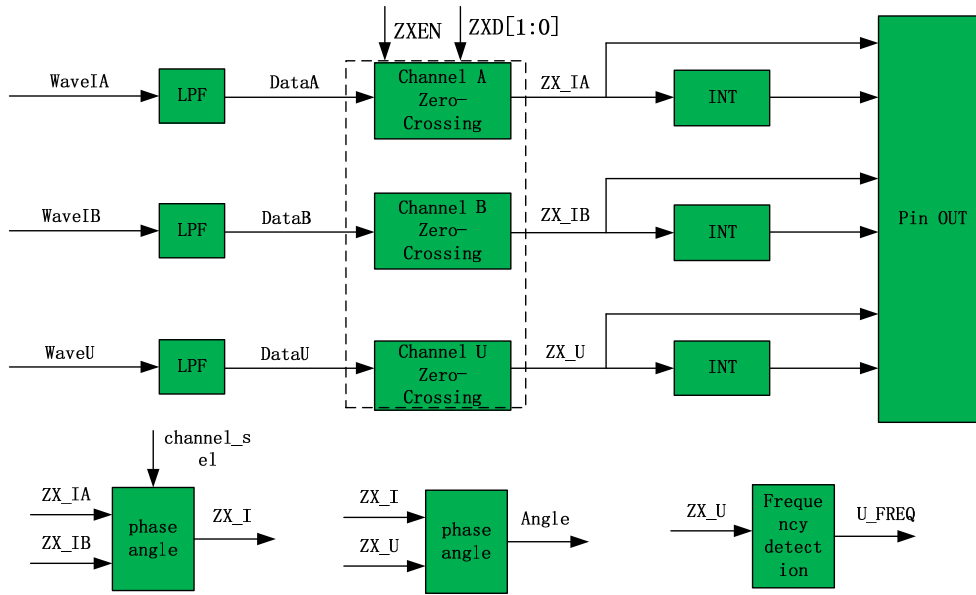 ZXEN
ZXD[1:0]
WaveIA
LPF
DataA
Channel A
Zero-
Crossing
ZX_IA
INT
WaveIB
LPF
DataB
Channel B
Zero-
Crossing
ZX_IB
INT
Pin OUT
WaveU
LPF
DataU
Channel U
Zero-
Crossing
ZX_U
INT
channel_s
el
ZX_IA
ZX_IB
phase
angle
ZX_I
ZX_I
ZX_U
phase
angle
Angle
ZX_U
Freque
ncy
detect
ion
U_FREQ